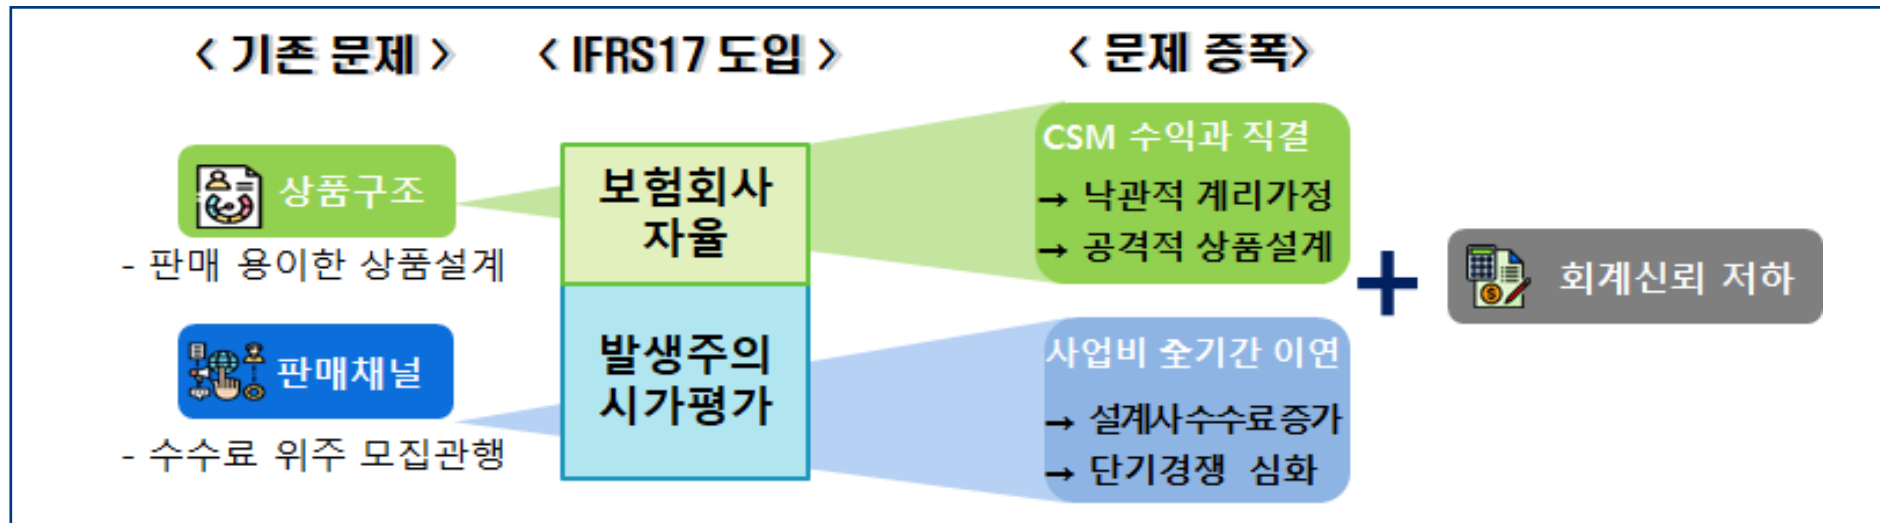 < 기존 문제 >
< IFRS17 도입 >
< 문제 증폭>
상품구조
- 판매 용이한 상품설계
판매채널
- 수수료 위주 모집관행
보험회사
자율
발생주의
시가평가
CSM 수익과 직결
→ 낙관적 계리가정
→ 공격적 상품설계
사업비 全기간 이연
→ 설계사수수료증가
→ 단기경쟁 심화
+
회계신뢰 저하